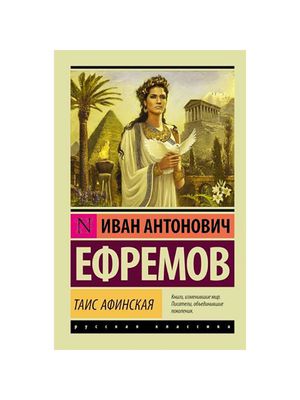 N ИВАН АНТОНОВИЧ
ЕФРЕМОВ
ТАИС АФИНСКАЯ
Книги, изменившие мир.
Писатели, объединившие
поколения.
русская классика